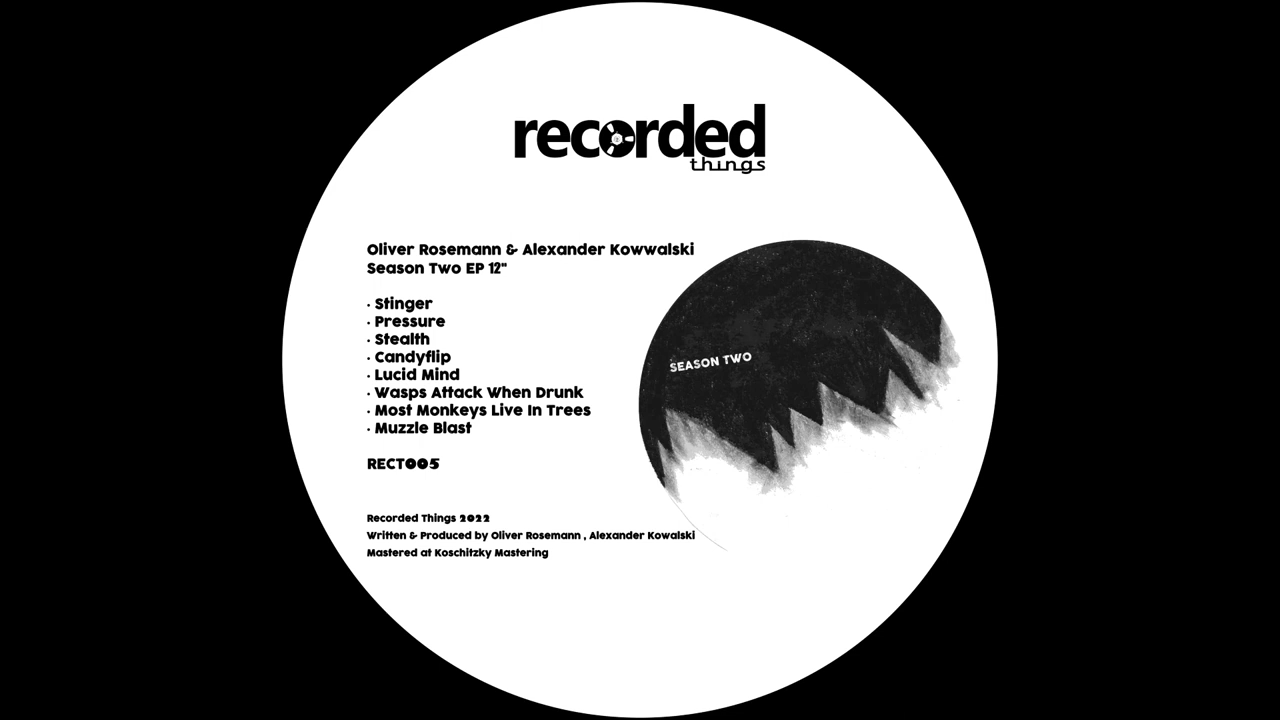 recorded
things
Oliver Rosemann & Alexander Kowwalski
Season Two EP 12"
· Stinger
· Pressure
· Stealth
· Candyflip
· Lucid Mind
· Wasps Attack When Drunk
· Most Monkeys Live In Trees
· Muzzle Blast
SEASON TWO
RECT005
Recorded Things 2022
Written & Produced by Oliver Rosemann , Alexander Kowalski
Mastered at Koschitzky Mastering